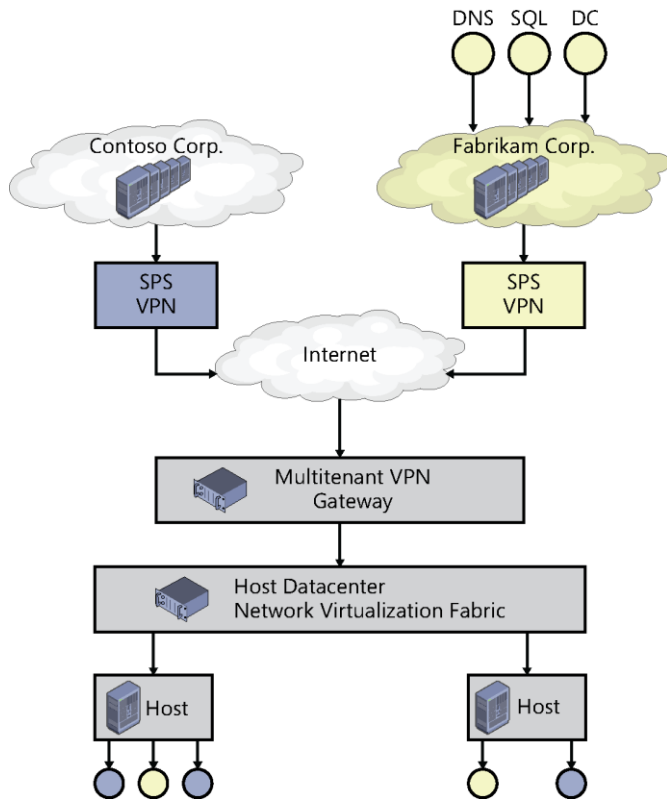 DNS SQL DC
Contoso Corp.
Fabrikam Corp.
SPS
VPN
SPS
VPN
Internet
Multitenant VPN
Gateway
Host Datacenter
Network Virtualization Fabric
Host
Host